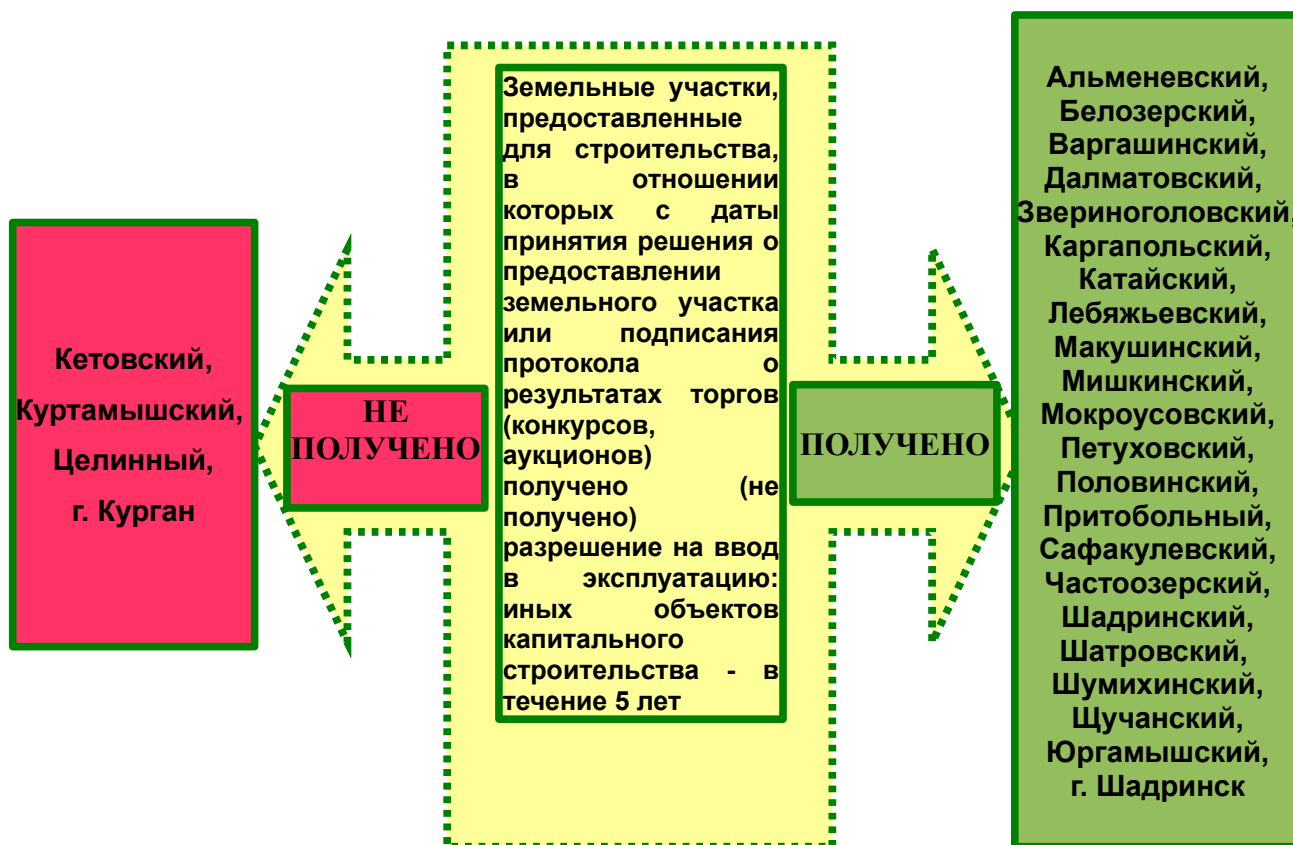 Кетовский,
Куртамышский,
Целинный,
г. Курган
НЕ
ПОЛУЧЕНО
Земельные участки,
предоставленные
для строительства,
в отношении
которых с даты
принятия решения о
предоставлении
земельного участка
или подписания
протокола о
результатах торгов
(конкурсов,
аукционов)
получено (не
получено)
разрешение на ввод
в эксплуатацию:
иных объектов
капитального
строительства - в
течение 5 лет
ПОЛУЧЕНО
Альменевский,
Белозерский,
Варгашинский,
Далматовский,
Звериноголовский,
Каргапольский,
Катайский,
Лебяжьевский,
Макушинский,
Мишкинский,
Мокроусовский,
Петуховский,
Половинский,
Притобольный,
Сафакулевский,
Частоозерский,
Шадринский,
Шатровский,
Шумихинский,
Щучанский,
Юргамышский,
г. Шадринск